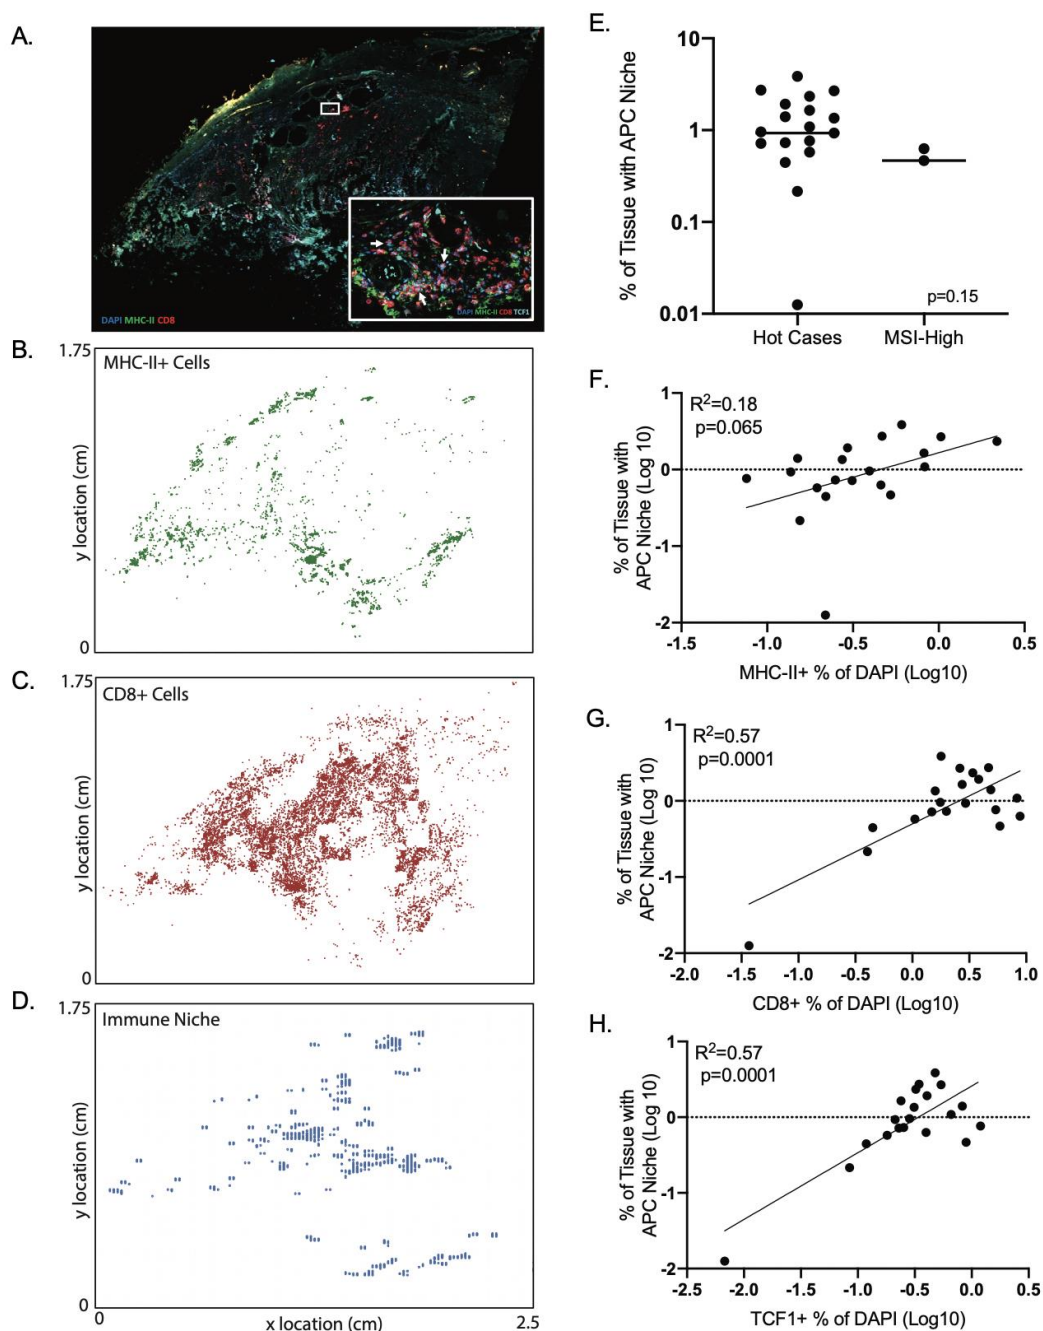 A.
DAPI MHC-II CD8
DAPI MHC-II CD8 TCF1
B.
1.75
MHC-II+ Cells
y location (cm)
0
C.
1.75
CD8+ Cells
y location (cm)
0
D.
1.75
Immune Niche
y location (cm)
0
0
x location (cm)
2.5
E.
% of Tissue with APC Niche
10
1
0.1
0.01
p=0.15
Hot Cases
MSI-High
F.
% of Tissue with
APC Niche (Log 10)
1
0
-1
-2
R²=0.18
p=0.065
-1.5 -1.0 -0.5 0.0 0.5
MHC-II+ % of DAPI (Log10)
G.
% of Tissue with
APC Niche (Log 10)
1
0
-1
-2
R²=0.57
p=0.0001
-2.0 -1.5 -1.0 -0.5 0.0 0.5 1.0
CD8+ % of DAPI (Log10)
H.
% of Tissue with
APC Niche (Log 10)
1
0
-1
-2
R²=0.57
p=0.0001
-2.5 -2.0 -1.5 -1.0 -0.5 0.0 0.5
TCF1+ % of DAPI (Log10)